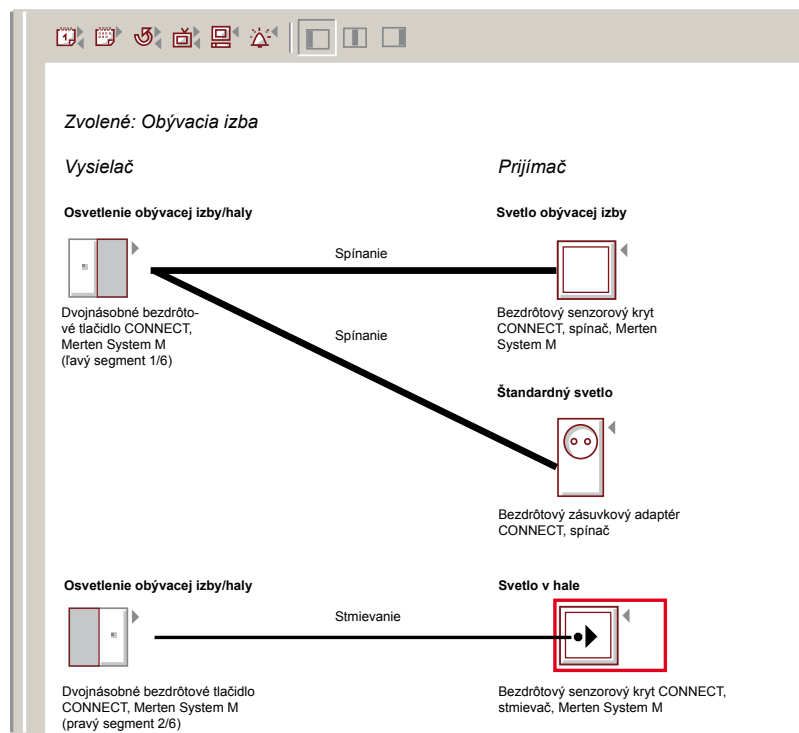 Zvolené: Obývacia izba
Vysielač
Prijímač
Osvetlenie obývacej izby/haly
Svetlo obývacej izby
Spínanie
Dvojnásobné bezdrôto-
vé tlačidlo CONNECT,
Merten System M
(ľavý segment 1/6)
Bezdrôtový senzorový kryt
CONNECT, spínač, Merten
System M
Spínanie
Štandardný svetlo
Bezdrôtový zásuvkový adaptér
CONNECT, spínač
Osvetlenie obývacej izby/haly
Svetlo v hale
Stmievanie
Dvojnásobné bezdrôtové tlačidlo
CONNECT, Merten System M
(pravý segment 2/6)
Bezdrôtový senzorový kryt CONNECT,
stmievač, Merten System M